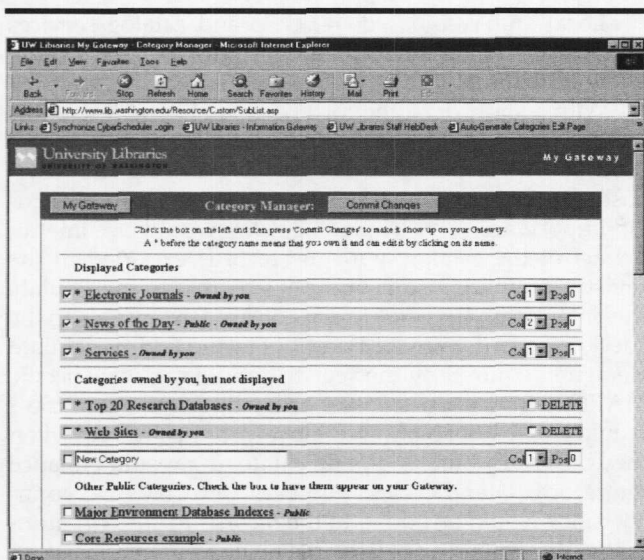 UW Libraries My Gateway - Category Manager - Microsoft Internet Explorer
File Edit View Favorites Tools Help
Back Forward Stop Refresh Home Search Favorites History Mail Print Edit
Address http://www.lib.washington.edu/Resource/Custom/SubList.asp
Links Synchronize CyberScheduler Login UW Libraries - Information Gateway UW Libraries Staff HelpDesk Auto-Generate Categories Edit Page
University Libraries My Gateway
UNIVERSITY OF WASHINGTON
My Gateway Category Manager: Commit Changes
Check the box on the left and then press 'Commit Changes' to make it show up on your Gateway.
A * before the category name means that you own it and can edit it by clicking on its name.
Displayed Categories
* Electronic Journals - Owned by you Col 1 Pos 0
* News of the Day - Public - Owned by you Col 2 Pos 0
* Services - Owned by you Col 1 Pos 1
Categories owned by you, but not displayed
* Top 20 Research Databases - Owned by you DELETE
* Web Sites - Owned by you DELETE
New Category Col 1 Pos 0
Other Public Categories. Check the box to have them appear on your Gateway.
Major Environment Database Indexes - Public
Core Resources example - Public
Done Internet